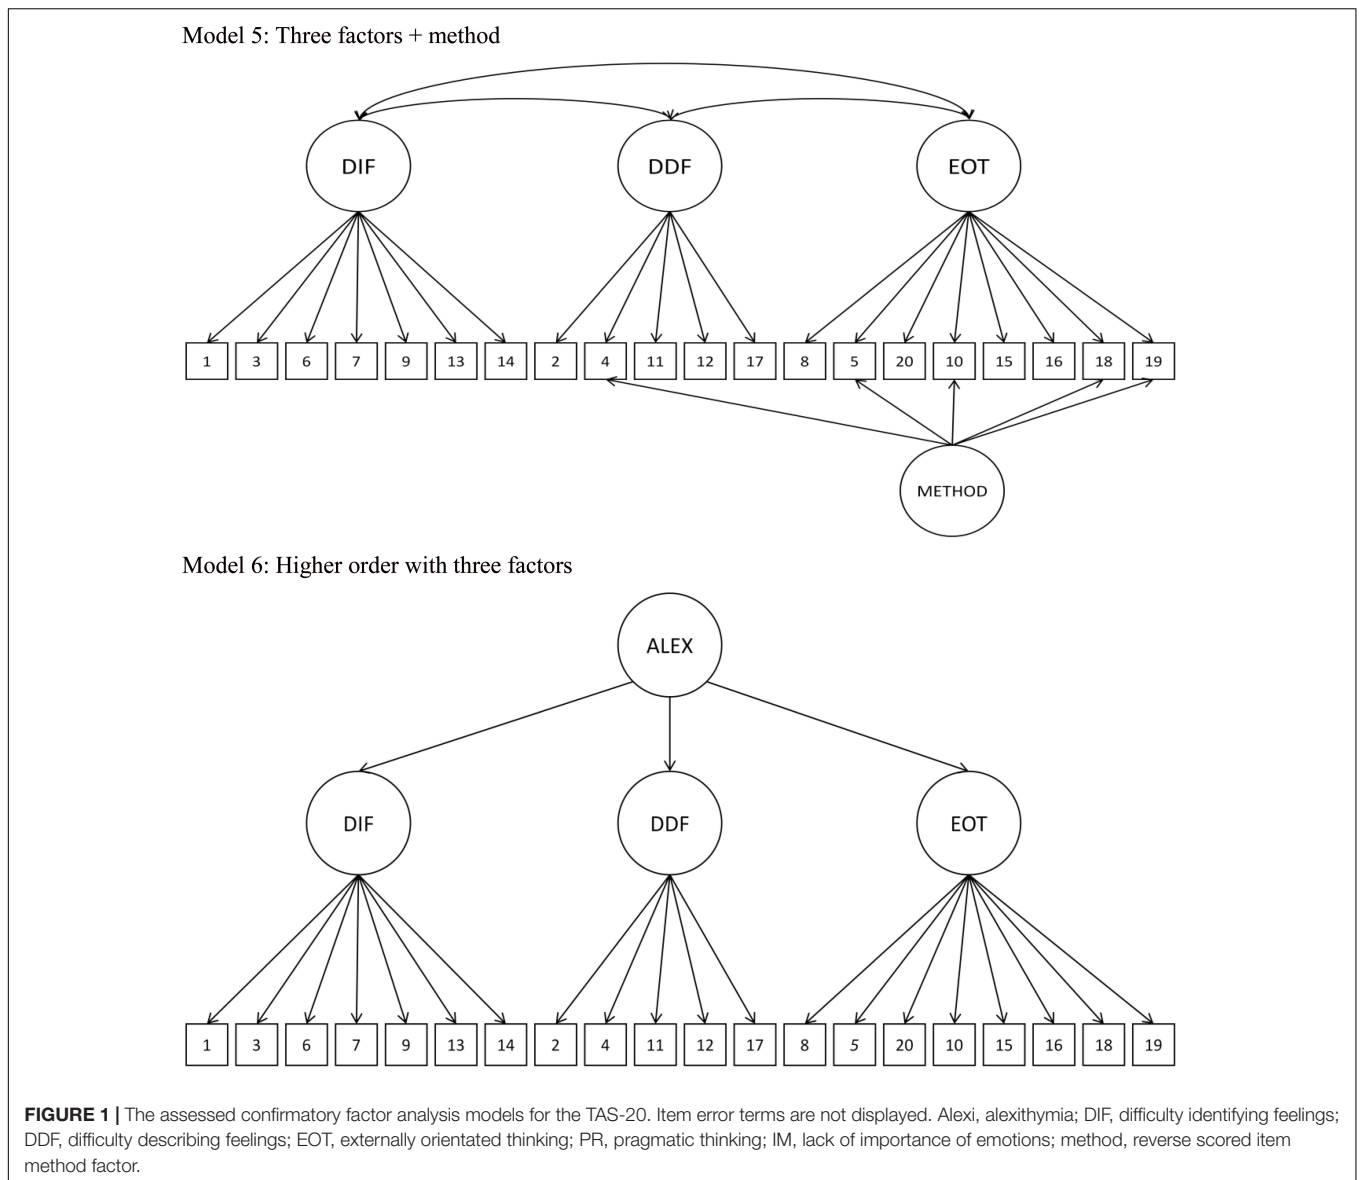 Model 5: Three factors + method
DIF DDF EOT
1 3 6 7 9 13 14 2 4 11 12 17 8 5 20 10 15 16 18 19
METHOD
Model 6: Higher order with three factors
ALEX
DIF DDF EOT
1 3 6 7 9 13 14 2 4 11 12 17 8 5 20 10 15 16 18 19
FIGURE 1 | The assessed confirmatory factor analysis models for the TAS-20. Item error terms are not displayed. Alexi, alexithymia; DIF, difficulty identifying feelings;
DDF, difficulty describing feelings; EOT, externally orientated thinking; PR, pragmatic thinking; IM, lack of importance of emotions; method, reverse scored item
method factor.